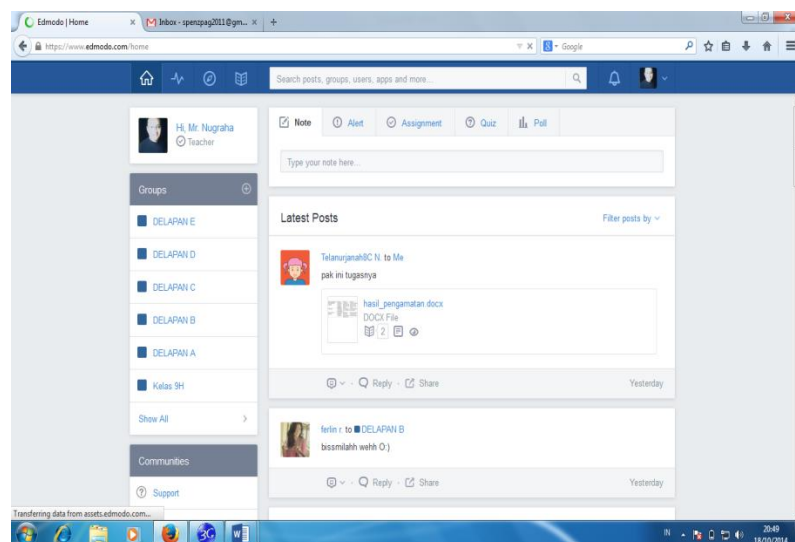 Edmodo | Home
Inbox - spenzpag2011@gm...
https://www.edmodo.com/home
Google
Search posts, groups, users, apps and more...
Hi, Mr. Nugraha
Teacher
Note
Alert
Assignment
Quiz
Poll
Type your note here...
Groups
DELAPAN E
DELAPAN D
DELAPAN C
DELAPAN B
DELAPAN A
Kelas 9H
Show All
Communities
Support
Latest Posts
Filter posts by
Telanurjanah8C N. to Me
pak ini tugasnya
hasil_pengamatan.docx
DOCX File
2
Reply · Share
Yesterday
ferlin r. to DELAPAN B
bissmilahh wehh O:)
Reply · Share
Yesterday
Transferring data from assets.edmodo.com...
3G
IN
20:49
18/10/2014